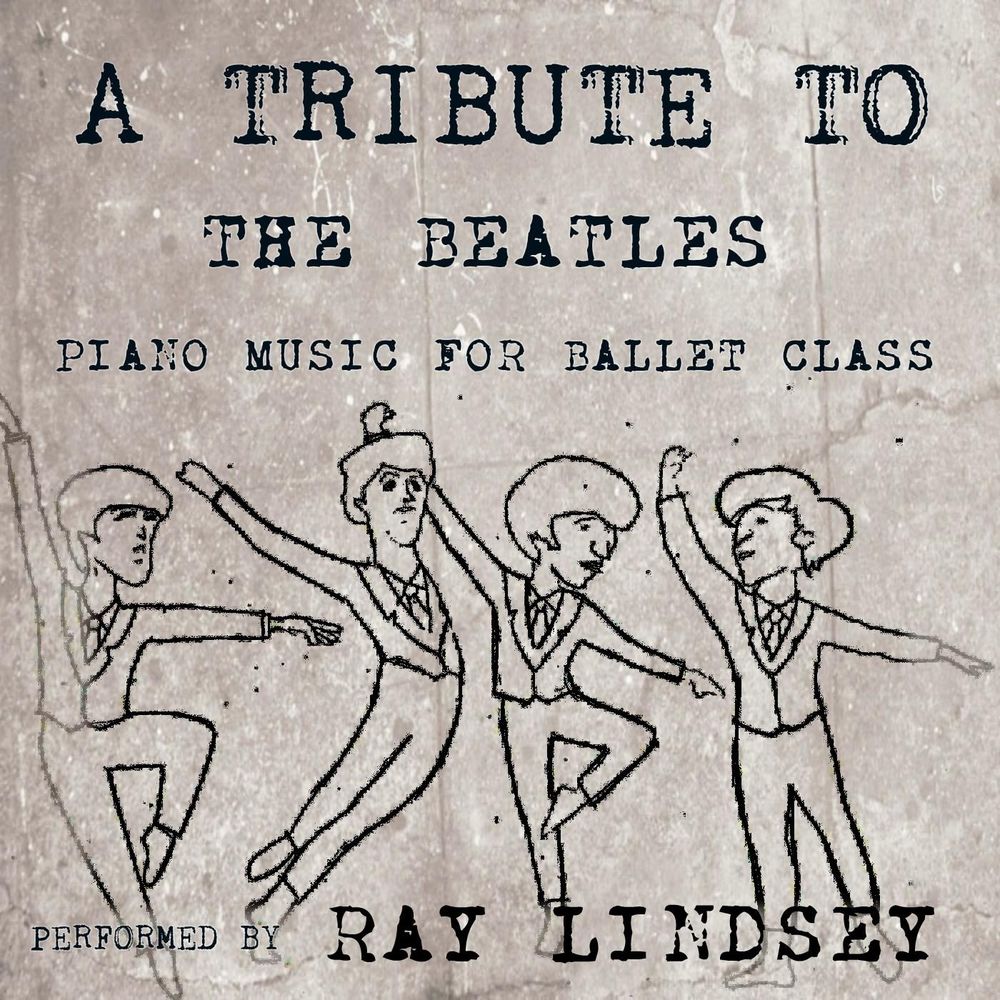 A TRIBUTE TO
THE BEATLES
PIANO MUSIC FOR BALLET CLASS
PERFORMED BY RAY LINDSEY